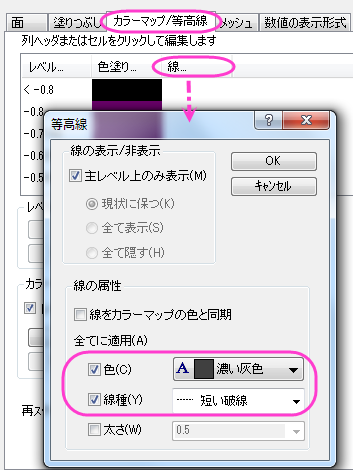 面 塗りつぶし カラーマップ/等高線 メッシュ 数値の表示形式
列ヘッダまたはセルをクリックして編集します
レベル... 色塗り... 線...
< -0.8
-0.8
-0.7
-0.6
-0.5
等高線
線の表示/非表示
OK
主レベル上のみ表示(M)
キャンセル
現状に保つ(K)
全て表示(S)
全て隠す(H)
線の属性
線をカラーマップの色と同期
全てに適用(A)
色(C) A 濃い灰色
線種(Y) 短い破線
太さ(W) 0.5